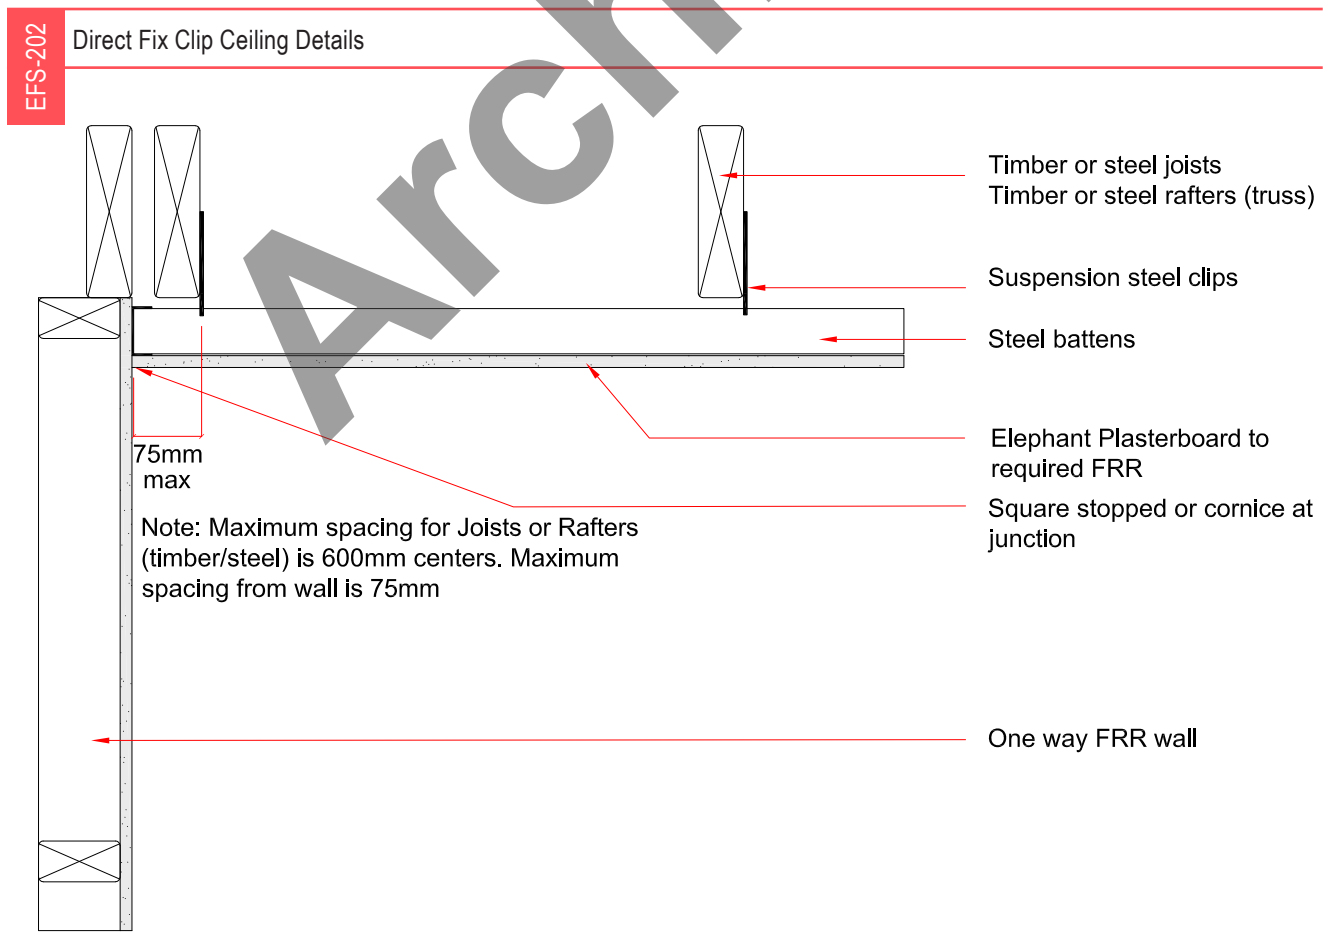 EFS-202
Direct Fix Clip Ceiling Details
Timber or steel joists
Timber or steel rafters (truss)
Suspension steel clips
Steel battens
Elephant Plasterboard to
required FRR
Square stopped or cornice at
junction
75mm
max
Note: Maximum spacing for Joists or Rafters
(timber/steel) is 600mm centers. Maximum
spacing from wall is 75mm
One way FRR wall
Arch